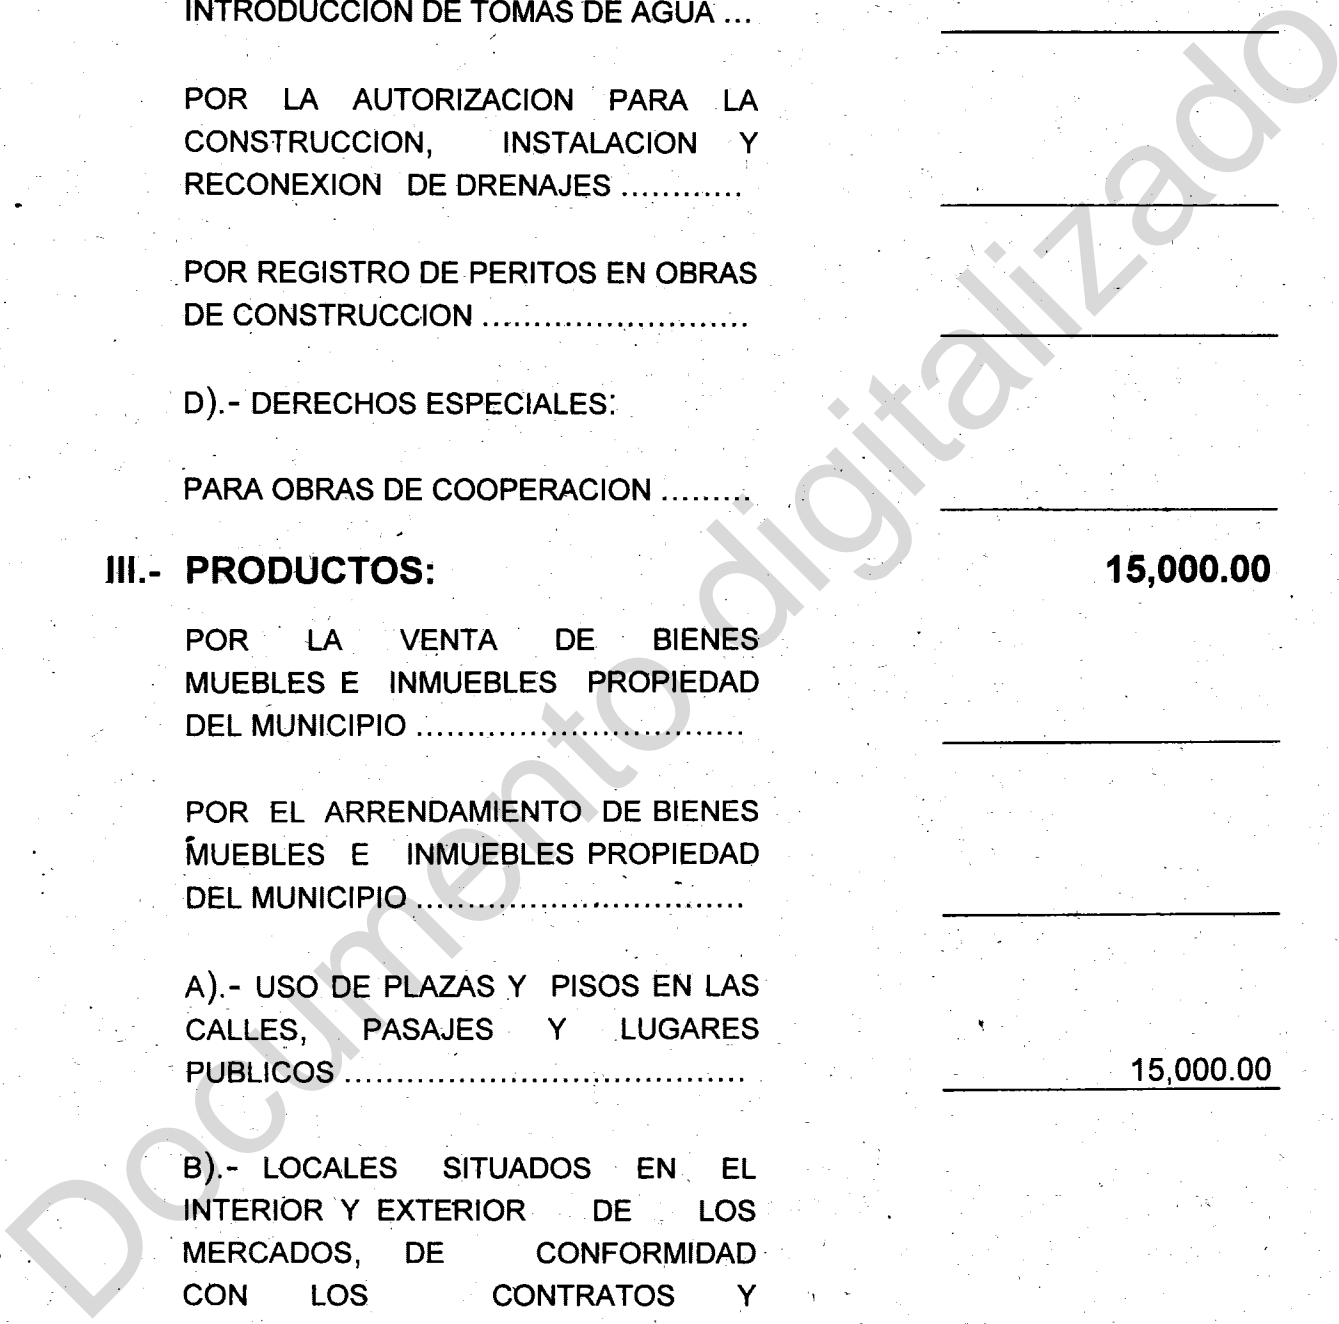 INTRODUCCION DE TOMAS DE AGUA ...
POR LA AUTORIZACION PARA LA
CONSTRUCCION, INSTALACION Y
RECONEXION DE DRENAJES ............
POR REGISTRO DE PERITOS EN OBRAS
DE CONSTRUCCION ..........................
D).- DERECHOS ESPECIALES:
PARA OBRAS DE COOPERACION .........
III.- PRODUCTOS: 15,000.00
POR LA VENTA DE BIENES
MUEBLES E INMUEBLES PROPIEDAD
DEL MUNICIPIO ................................
POR EL ARRENDAMIENTO DE BIENES
MUEBLES E INMUEBLES PROPIEDAD
DEL MUNICIPIO ................................
A).- USO DE PLAZAS Y PISOS EN LAS
CALLES, PASAJES Y LUGARES
PUBLICOS ....................................... 15,000.00
B).- LOCALES SITUADOS EN EL
INTERIOR Y EXTERIOR DE LOS
MERCADOS, DE CONFORMIDAD
CON LOS CONTRATOS Y
Documento digitalizado